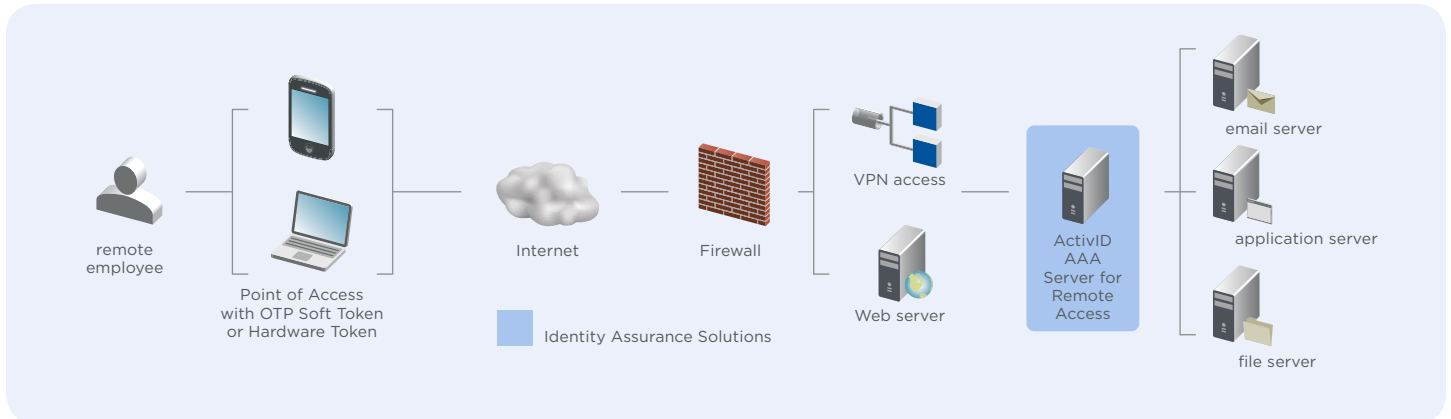 remote
employee
Point of Access
with OTP Soft Token
or Hardware Token
Internet
Identity Assurance Solutions
Firewall
VPN access
Web server
ActivID
AAA
Server for
Remote
Access
email server
application server
file server